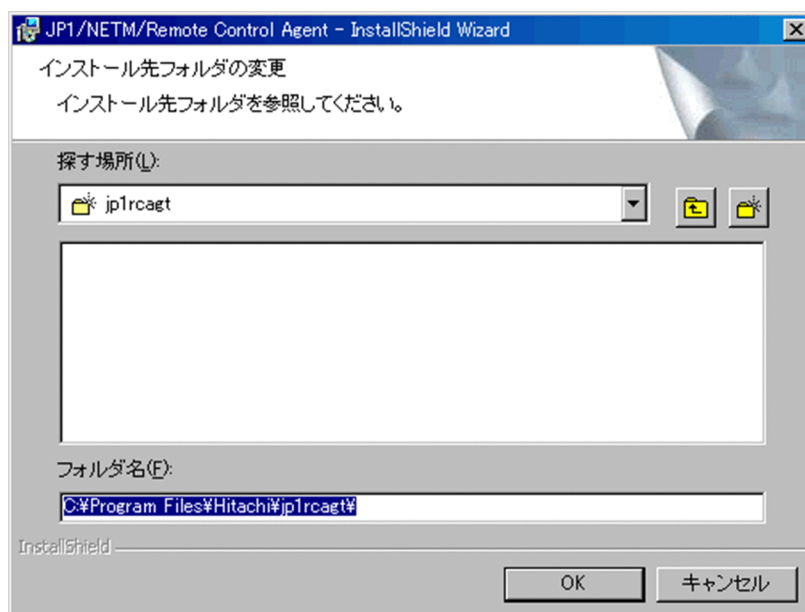 JP1/NETM/Remote Control Agent - InstallShield Wizard
インストール先フォルダの変更
インストール先フォルダを参照してください。
探す場所(L):
jp1rcagt
フォルダ名(F):
C:¥Program Files¥Hitachi¥jp1rcagt¥
InstallShield
OK
キャンセル